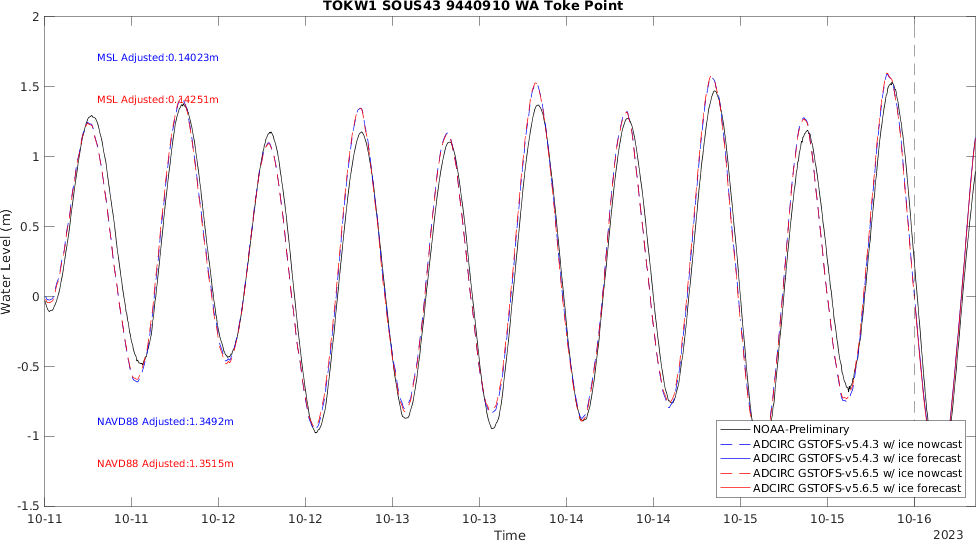 TOKW1 SOUS43 9440910 WA Toke Point
2
1.5
1
0.5
0
-0.5
-1
-1.5
Water Level (m)
MSL Adjusted:0.14023m
MSL Adjusted:0.14251m
NAVD88 Adjusted:1.3492m
NAVD88 Adjusted:1.3515m
NOAA-Preliminary
ADCIRC GSTOFS-v5.4.3 w/ ice nowcast
ADCIRC GSTOFS-v5.4.3 w/ ice forecast
ADCIRC GSTOFS-v5.6.5 w/ ice nowcast
ADCIRC GSTOFS-v5.6.5 w/ ice forecast
10-11 10-11 10-12 10-12 10-13 10-13 10-14 10-14 10-15 10-15 10-16
Time
2023